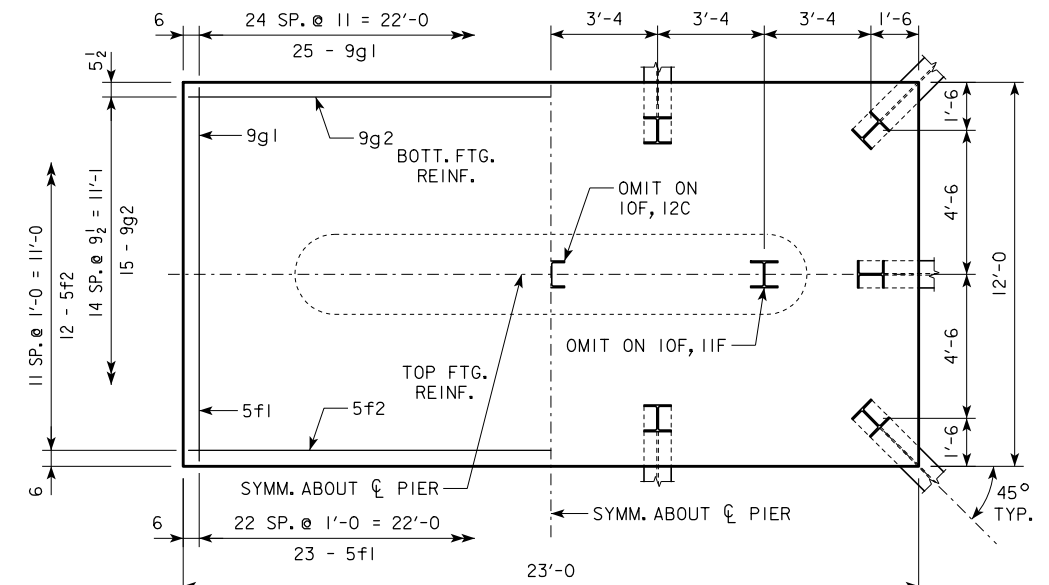 6
24 SP. @ 11 = 22'-0
25 - 9g1
3'-4
3'-4
3'-4
1'-6
5 1/2
9g1
9g2
BOTT. FTG.
REINF.
OMIT ON
10F, 12C
1'-6
4'-6
12'-0
4'-6
1'-6
11 SP. @ 1'-0 = 11'-0
12 - 5f2
14 SP. @ 9 1/2 = 11'-1
15 - 9g2
OMIT ON 10F, 11F
TOP FTG.
REINF.
5f1
5f2
6
SYMM. ABOUT ℄ PIER
SYMM. ABOUT ℄ PIER
45°
TYP.
6
22 SP. @ 1'-0 = 22'-0
23 - 5f1
23'-0